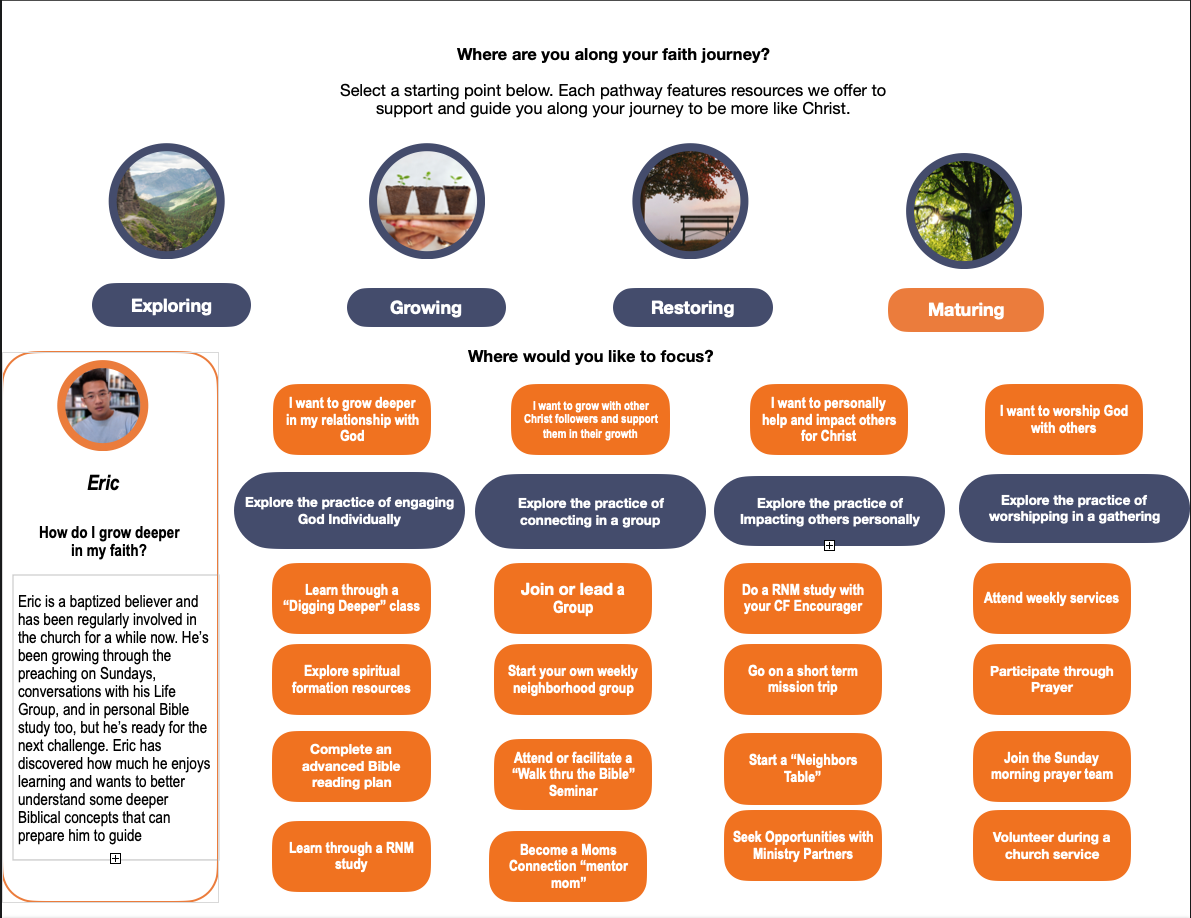 Where are you along your faith journey?
Select a starting point below. Each pathway features resources we offer to
support and guide you along your journey to be more like Christ.
Exploring
Growing
Restoring
Maturing
Where would you like to focus?
Eric
How do I grow deeper
in my faith?
Eric is a baptized believer and
has been regularly involved in
the church for a while now. He's
been growing through the
preaching on Sundays,
conversations with his Life
Group, and in personal Bible
study too, but he's ready for the
next challenge. Eric has
discovered how much he enjoys
learning and wants to better
understand some deeper
Biblical concepts that can
prepare him to guide
I want to grow deeper
in my relationship with
God
Explore the practice of engaging
God Individually
Learn through a
“Digging Deeper” class
Explore spiritual
formation resources
Complete an
advanced Bible
reading plan
Learn through a RNM
study
I want to grow with other
Christ followers and support
them in their growth
Explore the practice of
connecting in a group
Join or lead a
Group
Start your own weekly
neighborhood group
Attend or facilitate a
“Walk thru the Bible”
Seminar
Become a Moms
Connection “mentor
mom”
I want to personally
help and impact others
for Christ
Explore the practice of
Impacting others personally
Do a RNM study with
your CF Encourager
Go on a short term
mission trip
Start a “Neighbors
Table”
Seek Opportunities with
Ministry Partners
I want to worship God
with others
Explore the practice of
worshipping in a gathering
Attend weekly services
Participate through
Prayer
Join the Sunday
morning prayer team
Volunteer during a
church service